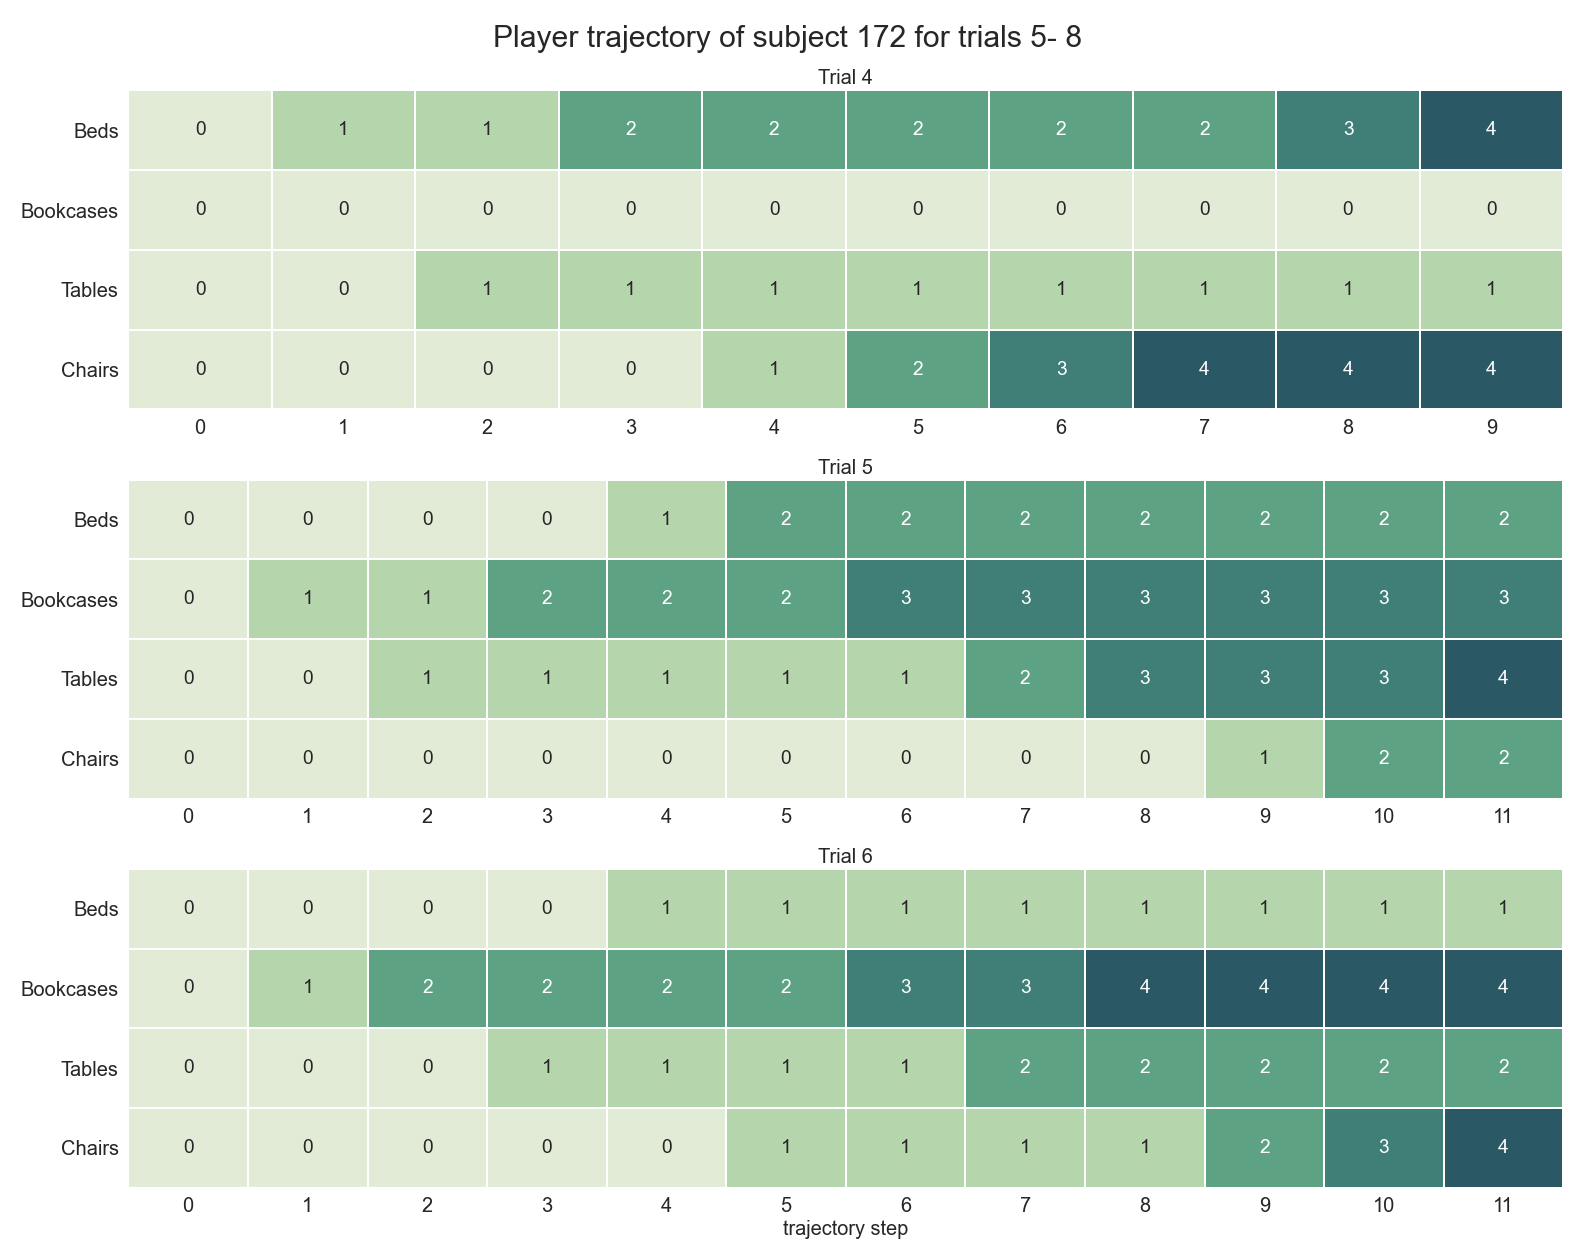 Player trajectory of subject 172 for trials 5- 8
Trial 4
Beds 0 1 1 2 2 2 2 2 3 4
Bookcases 0 0 0 0 0 0 0 0 0 0
Tables 0 0 1 1 1 1 1 1 1 1
Chairs 0 0 0 0 1 2 3 4 4 4
0 1 2 3 4 5 6 7 8 9
Trial 5
Beds 0 0 0 0 1 2 2 2 2 2 2 2
Bookcases 0 1 1 2 2 2 3 3 3 3 3 3
Tables 0 0 1 1 1 1 1 2 3 3 3 4
Chairs 0 0 0 0 0 0 0 0 0 1 2 2
0 1 2 3 4 5 6 7 8 9 10 11
Trial 6
Beds 0 0 0 0 1 1 1 1 1 1 1 1
Bookcases 0 1 2 2 2 2 3 3 4 4 4 4
Tables 0 0 0 1 1 1 1 2 2 2 2 2
Chairs 0 0 0 0 0 1 1 1 1 2 3 4
0 1 2 3 4 5 6 7 8 9 10 11
trajectory step